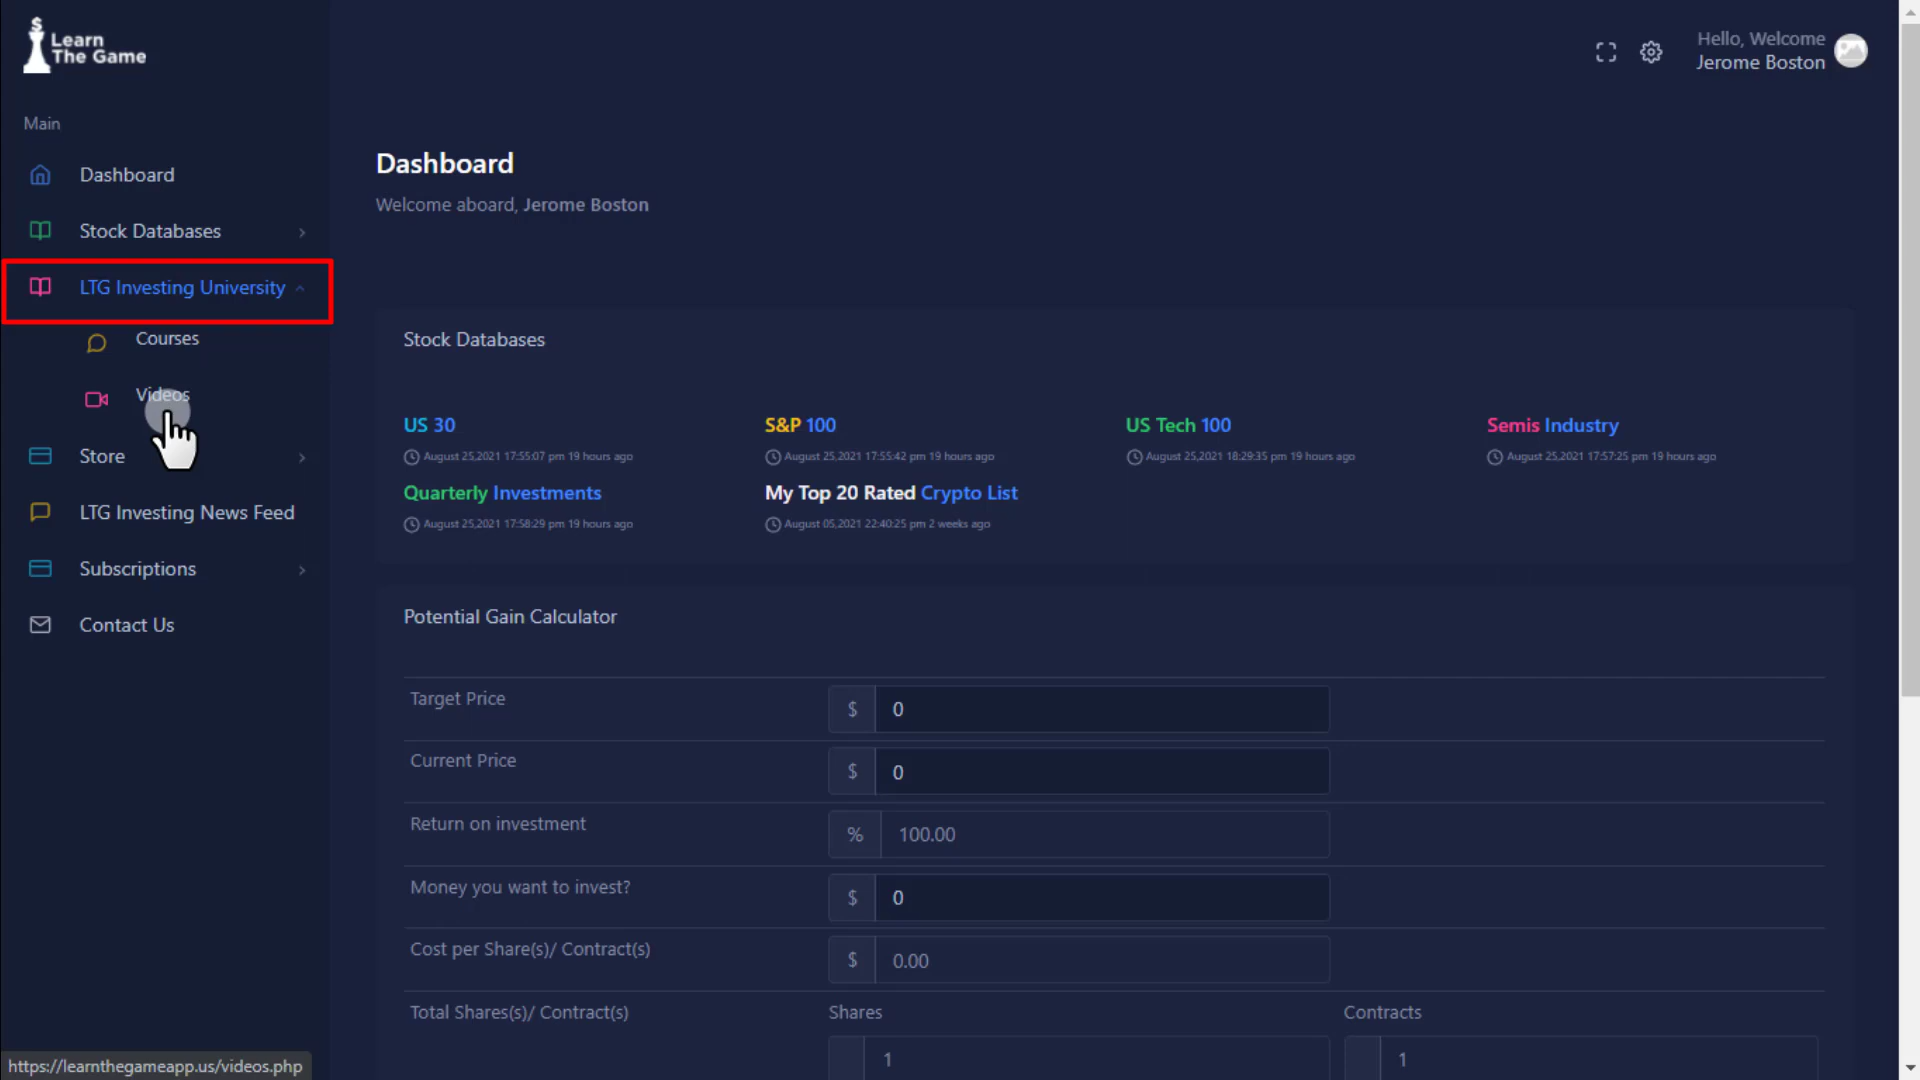 Learn
The Game
Hello, Welcome
Jerome Boston
Main
Dashboard
Stock Databases
LTG Investing University
Courses
Videos
Store
LTG Investing News Feed
Subscriptions
Contact Us
Dashboard
Welcome aboard, Jerome Boston
Stock Databases
US 30
August 25,2021 17:55:07 pm 19 hours ago
S&P 100
August 25,2021 17:55:42 pm 19 hours ago
US Tech 100
August 25,2021 18:29:35 pm 19 hours ago
Semis Industry
August 25,2021 17:57:25 pm 19 hours ago
Quarterly Investments
August 25,2021 17:58:29 pm 19 hours ago
My Top 20 Rated Crypto List
August 05,2021 22:40:25 pm 2 weeks ago
Potential Gain Calculator
Target Price $ 0
Current Price $ 0
Return on investment % 100.00
Money you want to invest? $ 0
Cost per Share(s)/ Contract(s) $ 0.00
Total Shares(s)/ Contract(s) Shares Contracts
1 1
https://learnthegameapp.us/videos.php